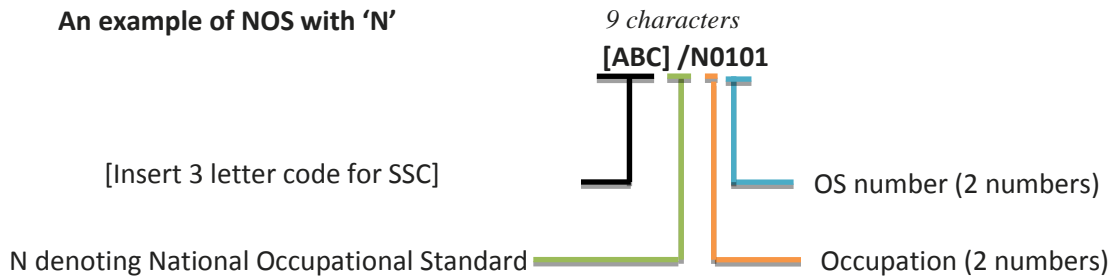 An example of NOS with ‘N’
9 characters
[ABC] /N0101
[Insert 3 letter code for SSC]
OS number (2 numbers)
N denoting National Occupational Standard
Occupation (2 numbers)